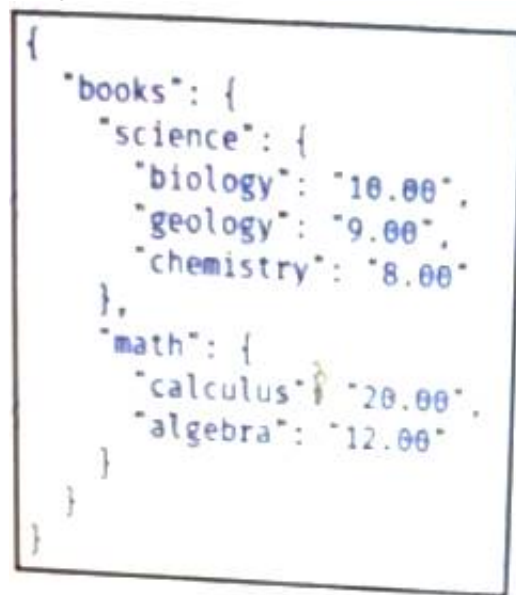 {
"books": {
"science": {
"biology": "10.00",
"geology": "9.00",
"chemistry": "8.00"
},
"math": {
"calculus": "20.00",
"algebra": "12.00"
}
}
}